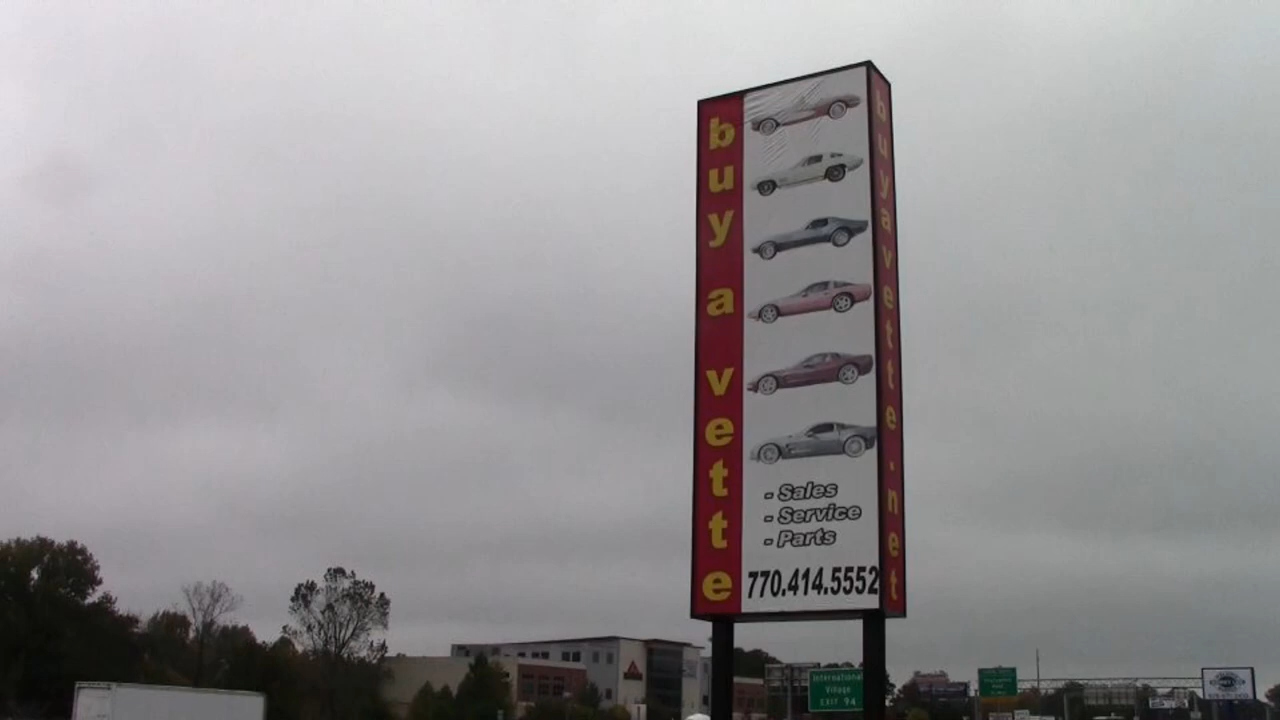 buy a vette
- Sales
- Service
- Parts
770.414.5552
buyavette.net
International
Village
EXIT 94